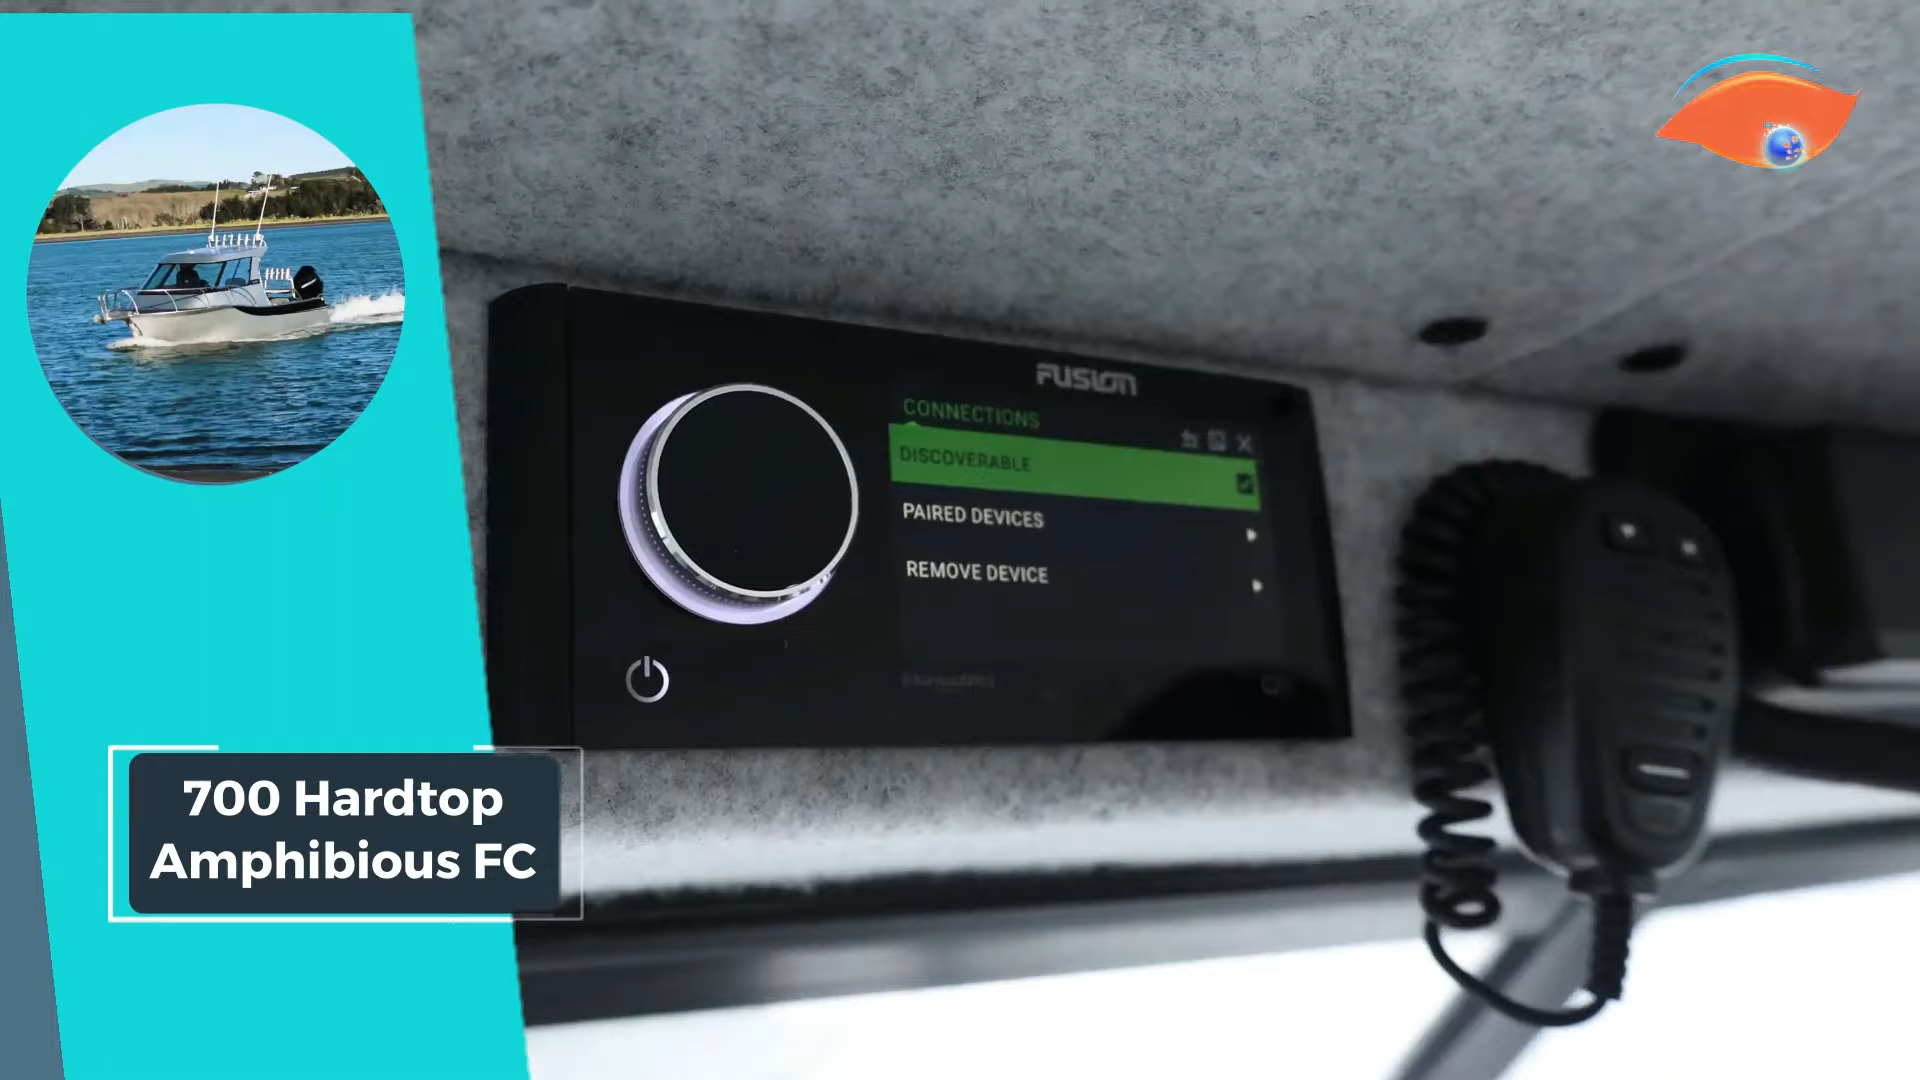 FUSION
CONNECTIONS
DISCOVERABLE
PAIRED DEVICES
REMOVE DEVICE
700 Hardtop
Amphibious FC